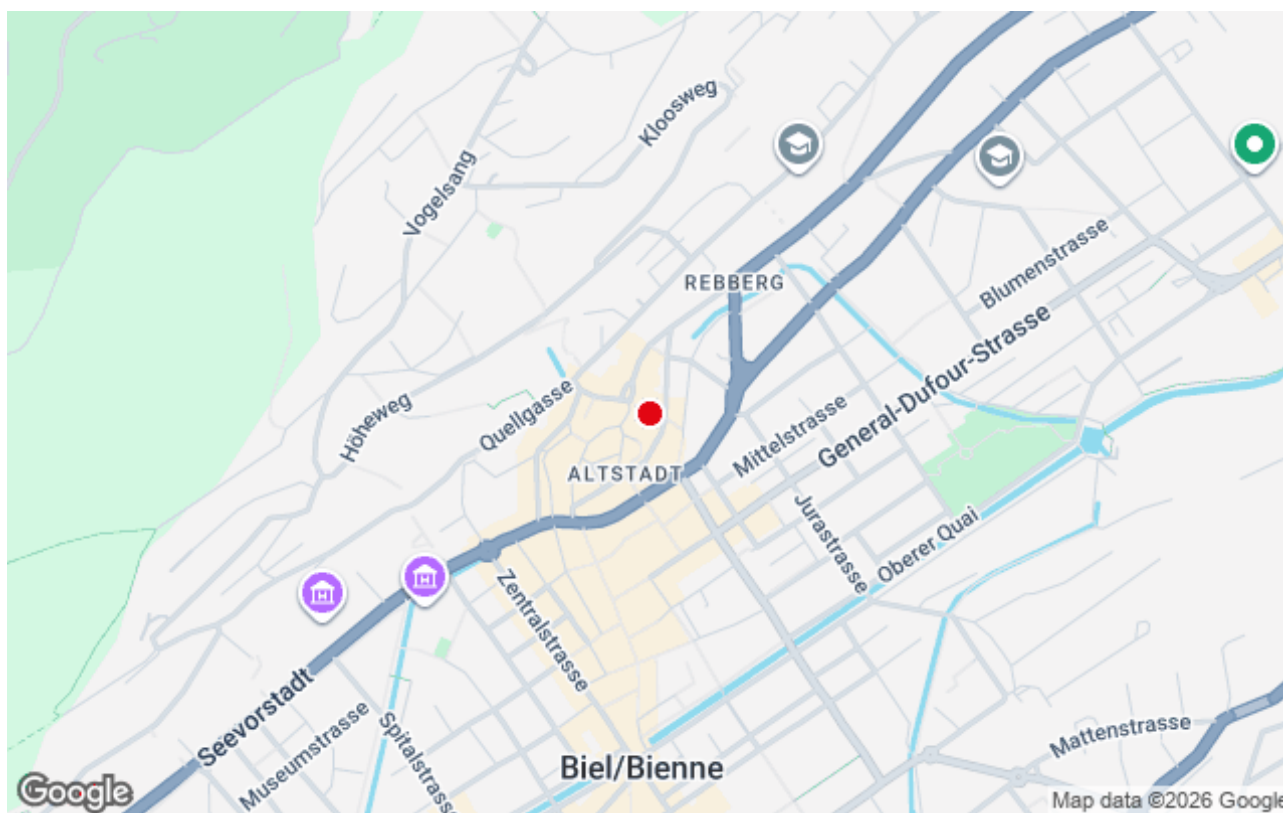 Kloosweg
Vogelsang
REBBERG
Blumenstrasse
General-Dufour-Strasse
Höheweg
Quellgasse
Mittelstrasse
ALTSTADT
Jurastrasse
Oberer Quai
Zentralstrasse
Seevorstadt
Museumstrasse
Spitalstrasse
Mattenstrasse
Biel/Bienne
Google
Map data ©2026 Google